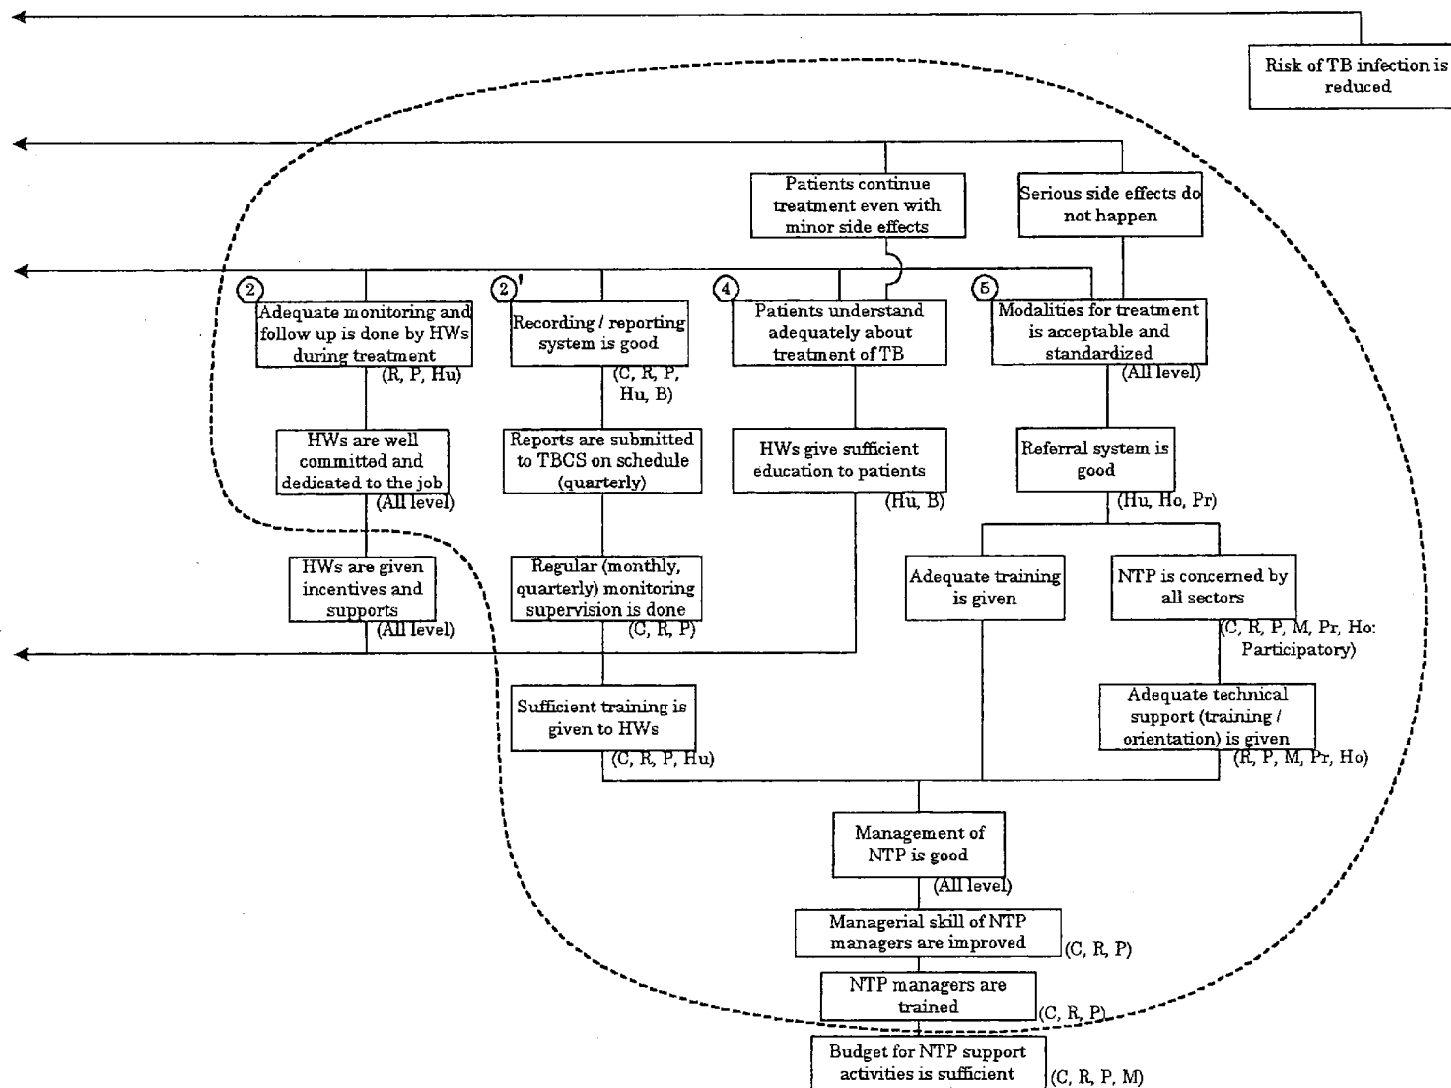 Risk of TB infection is
reduced
Patients continue
treatment even with
minor side effects
Serious side effects do
not happen
2
Adequate monitoring and
follow up is done by HWs
during treatment
(R, P, Hu)
2'
Recording / reporting
system is good
(C, R, P,
Hu, B)
4
Patients understand
adequately about
treatment of TB
5
Modalities for treatment
is acceptable and
standardized
(All level)
HWs are well
committed and
dedicated to the job
(All level)
Reports are submitted
to TBCS on schedule
(quarterly)
HWs give sufficient
education to patients
(Hu, B)
Referral system is
good
(Hu, Ho, Pr)
HWs are given
incentives and
supports
(All level)
Regular (monthly,
quarterly) monitoring
supervision is done
(C, R, P)
Adequate training
is given
NTP is concerned by
all sectors
(C, R, P, M, Pr, Ho:
Participatory)
Sufficient training is
given to HWs
(C, R, P, Hu)
Adequate technical
support (training /
orientation) is given
(R, P, M, Pr, Ho)
Management of
NTP is good
(All level)
Managerial skill of NTP
managers are improved
(C, R, P)
NTP managers are
trained
(C, R, P)
Budget for NTP support
activities is sufficient
(C, R, P, M)